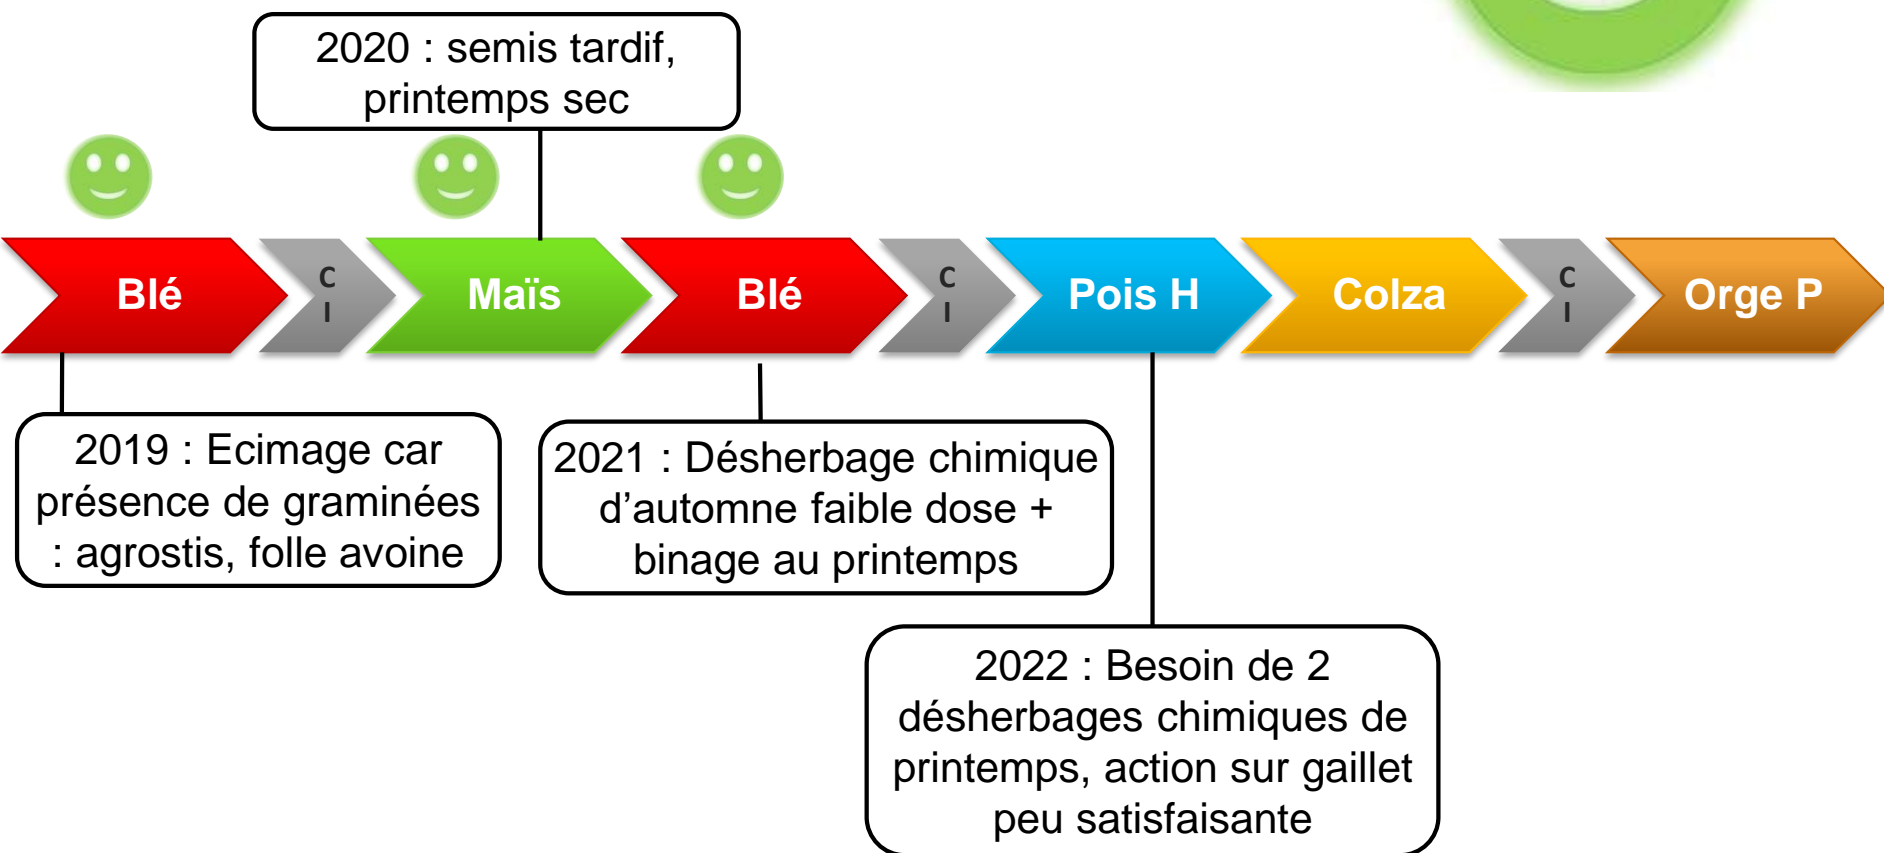 2020 : semis tardif,
printemps sec
Blé
C
I
Maïs
Blé
C
I
Pois H
Colza
C
I
Orge P
2019 : Ecimage car
présence de graminées
: agrostis, folle avoine
2021 : Désherbage chimique
d’automne faible dose +
binage au printemps
2022 : Besoin de 2
désherbages chimiques de
printemps, action sur gaillet
peu satisfaisante